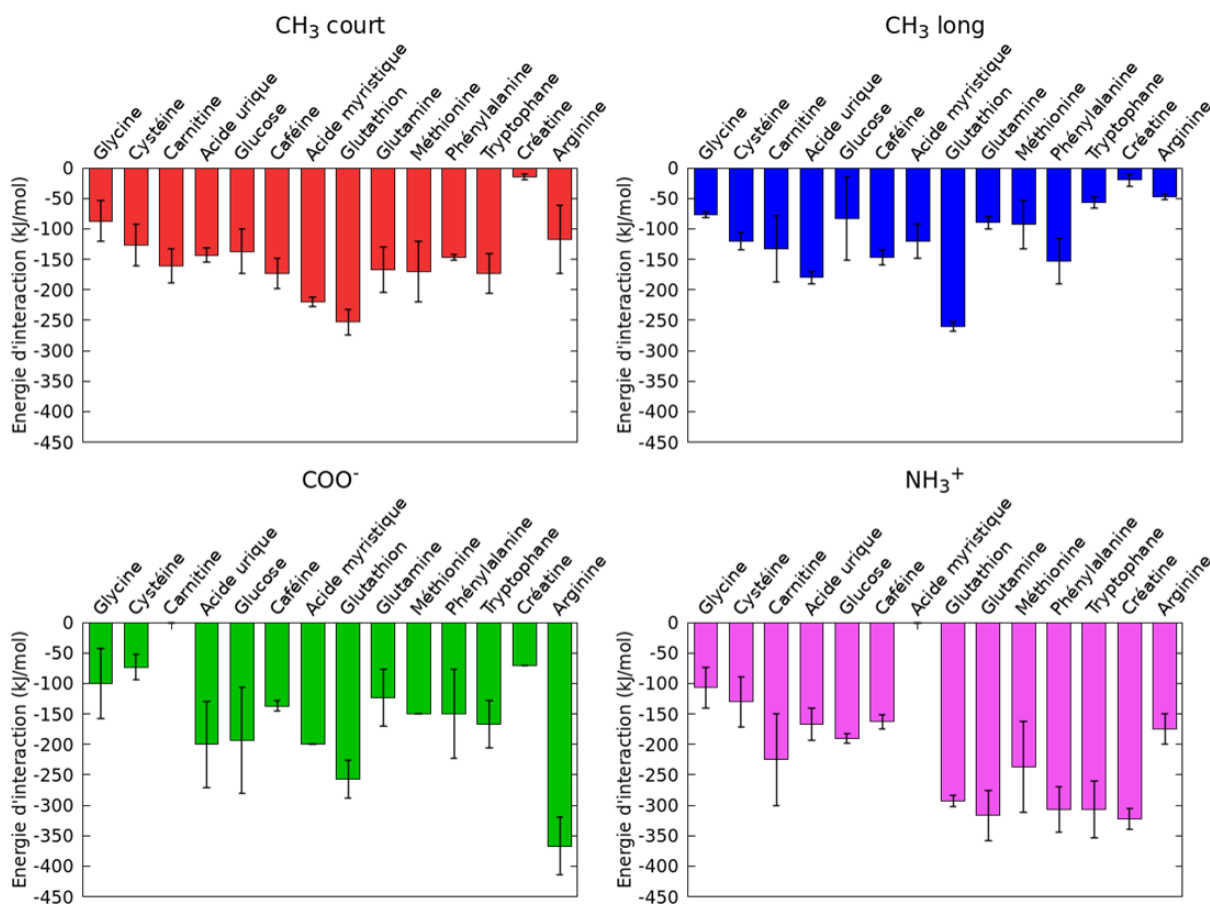 CH₃ court
Glycine
Cystéine
Carnitine
Acide urique
Glucose
Caféine
Acide myristique
Glutathion
Glutamine
Méthionine
Phénylalanine
Tryptophane
Créatine
Arginine
Energie d'interaction (kJ/mol)
0
-50
-100
-150
-200
-250
-300
-350
-400
-450
CH₃ long
Glycine
Cystéine
Carnitine
Acide urique
Glucose
Caféine
Acide myristique
Glutathion
Glutamine
Méthionine
Phénylalanine
Tryptophane
Créatine
Arginine
Energie d'interaction (kJ/mol)
0
-50
-100
-150
-200
-250
-300
-350
-400
-450
COO⁻
Glycine
Cystéine
Carnitine
Acide urique
Glucose
Caféine
Acide myristique
Glutathion
Glutamine
Méthionine
Phénylalanine
Tryptophane
Créatine
Arginine
Energie d'interaction (kJ/mol)
0
-50
-100
-150
-200
-250
-300
-350
-400
-450
NH₃⁺
Glycine
Cystéine
Carnitine
Acide urique
Glucose
Caféine
Acide myristique
Glutathion
Glutamine
Méthionine
Phénylalanine
Tryptophane
Créatine
Arginine
Energie d'interaction (kJ/mol)
0
-50
-100
-150
-200
-250
-300
-350
-400
-450